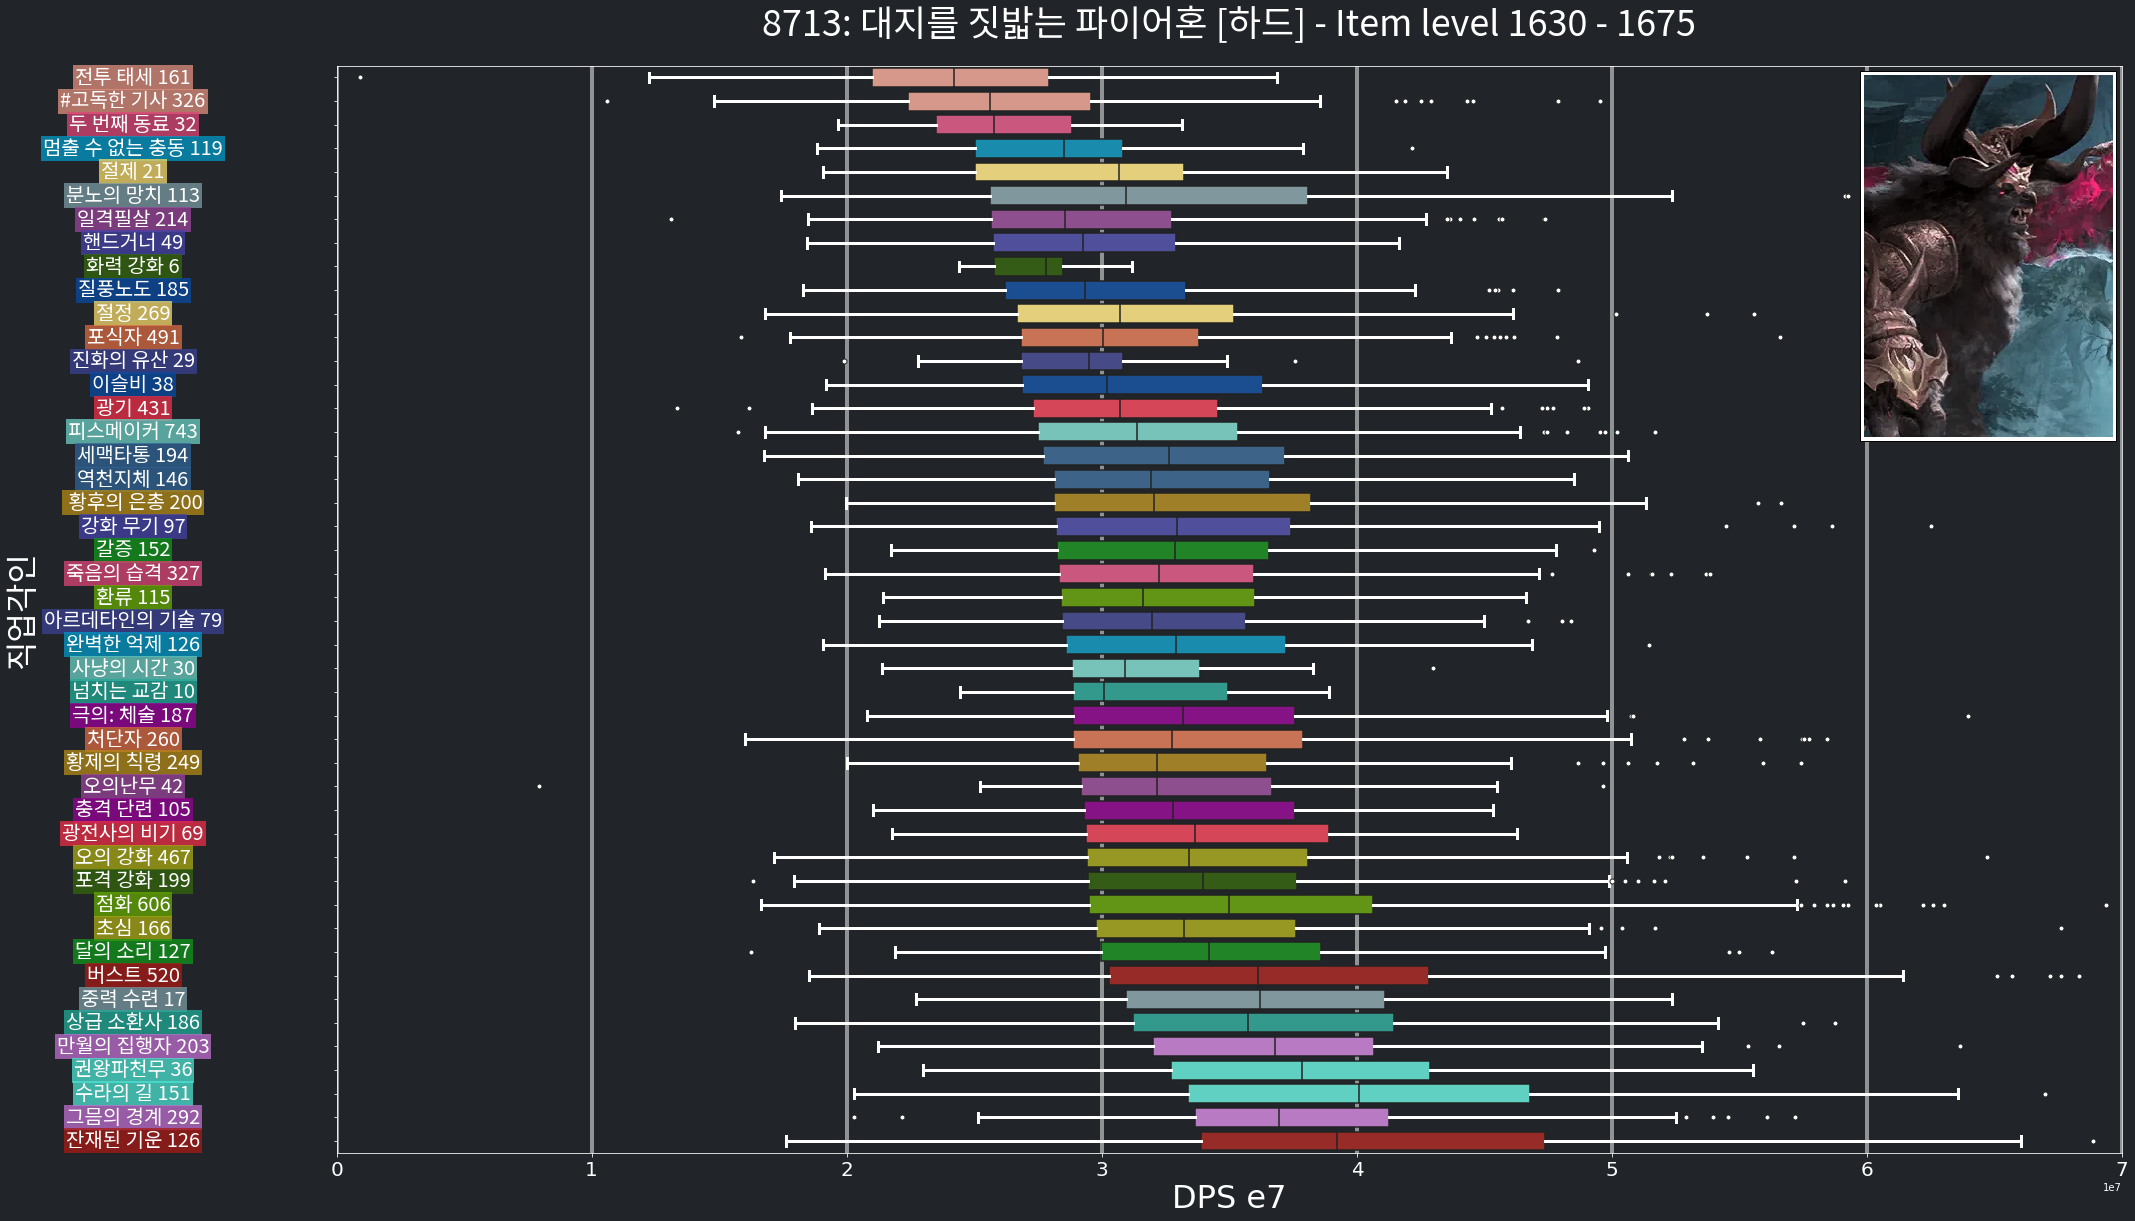 8713: 대지를 짓밟는 파이어혼 [하드] - Item level 1630 - 1675
전투 태세 161
#고독한 기사 326
두 번째 동료 32
멈출 수 없는 충동 119
절제 21
분노의 망치 113
일격필살 214
핸드거너 49
화력 강화 6
질풍노도 185
절정 269
포식자 491
진화의 유산 29
이슬비 38
광기 431
피스메이커 743
세맥타통 194
역천지체 146
황후의 은총 200
강화 무기 97
갈증 152
죽음의 습격 327
환류 115
아르데타인의 기술 79
완벽한 억제 126
사냥의 시간 30
넘치는 교감 10
극의: 체술 187
처단자 260
황제의 칙령 249
오의난무 42
충격 단련 105
광전사의 비기 69
오의 강화 467
포격 강화 199
점화 606
초심 166
달의 소리 127
버스트 520
중력 수련 17
상급 소환사 186
만월의 집행자 203
권왕파천무 36
수라의 길 151
그믐의 경계 292
잔재된 기운 126
직업각인
0 1 2 3 4 5 6 7
1e7
DPS e7